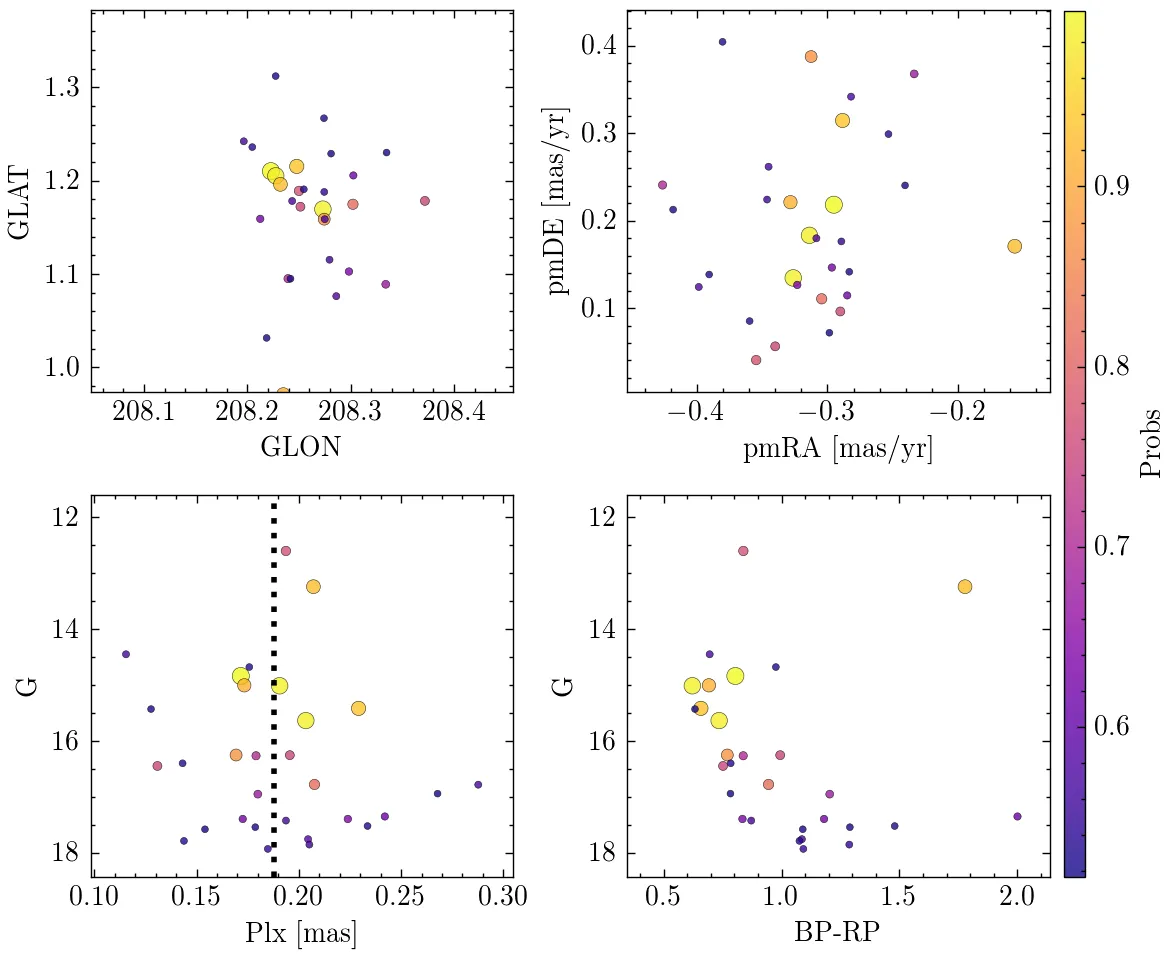 GLAT
1.3
1.2
1.1
1.0
208.1 208.2 208.3 208.4
GLON
pmDE [mas/yr]
0.4
0.3
0.2
0.1
−0.4 −0.3 −0.2
pmRA [mas/yr]
0.9
0.8
0.7
0.6
Probs
G
12
14
16
18
0.10 0.15 0.20 0.25 0.30
Plx [mas]
G
12
14
16
18
0.5 1.0 1.5 2.0
BP-RP